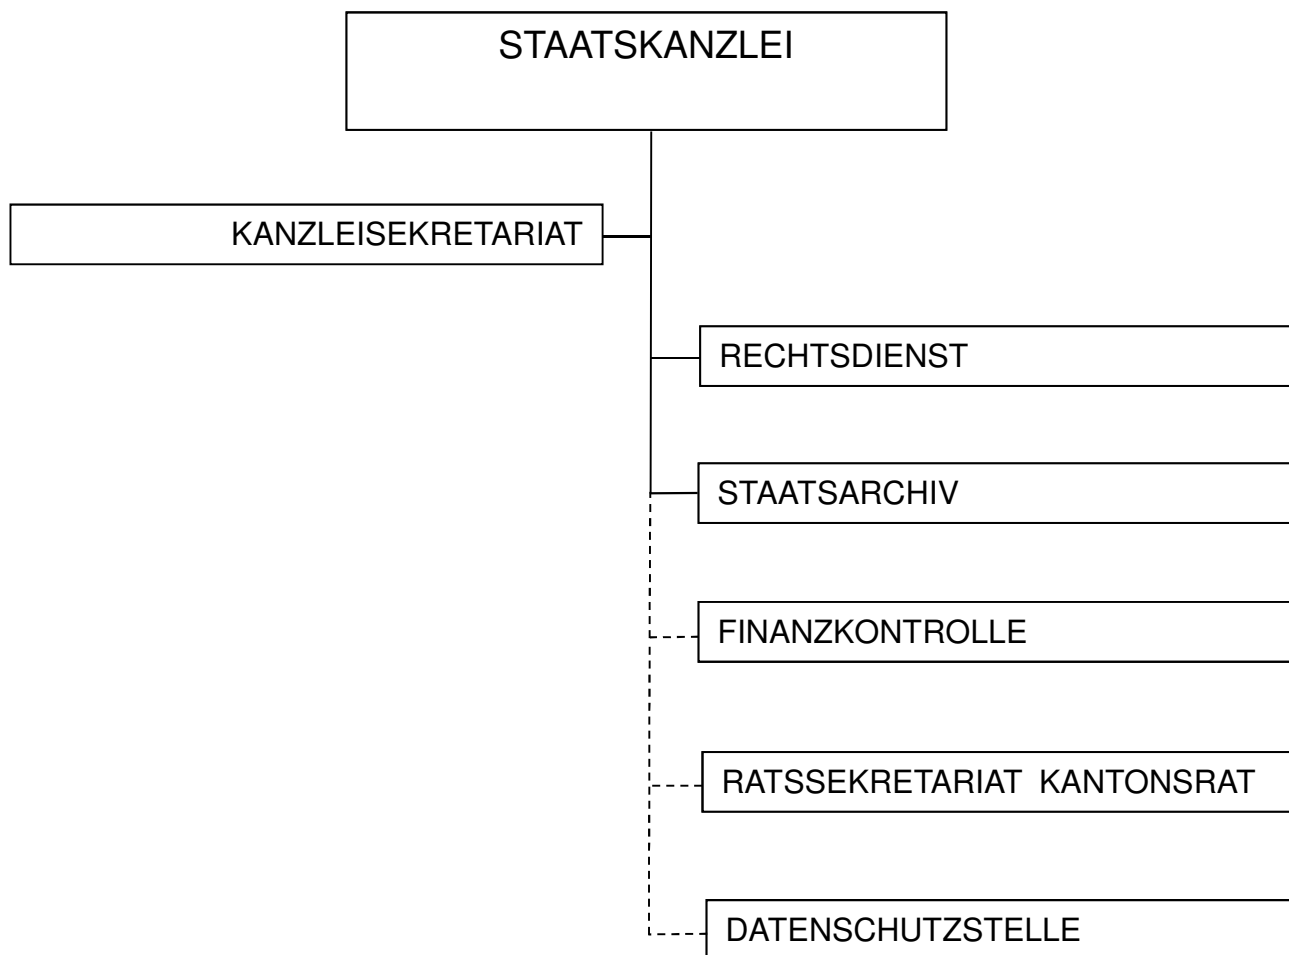 STAATSKANZLEI
KANZLEISEKRETARIAT
RECHTSDIENST
STAATSARCHIV
FINANZKONTROLLE
RATSSEKRETARIAT KANTONSRAT
DATENSCHUTZSTELLE